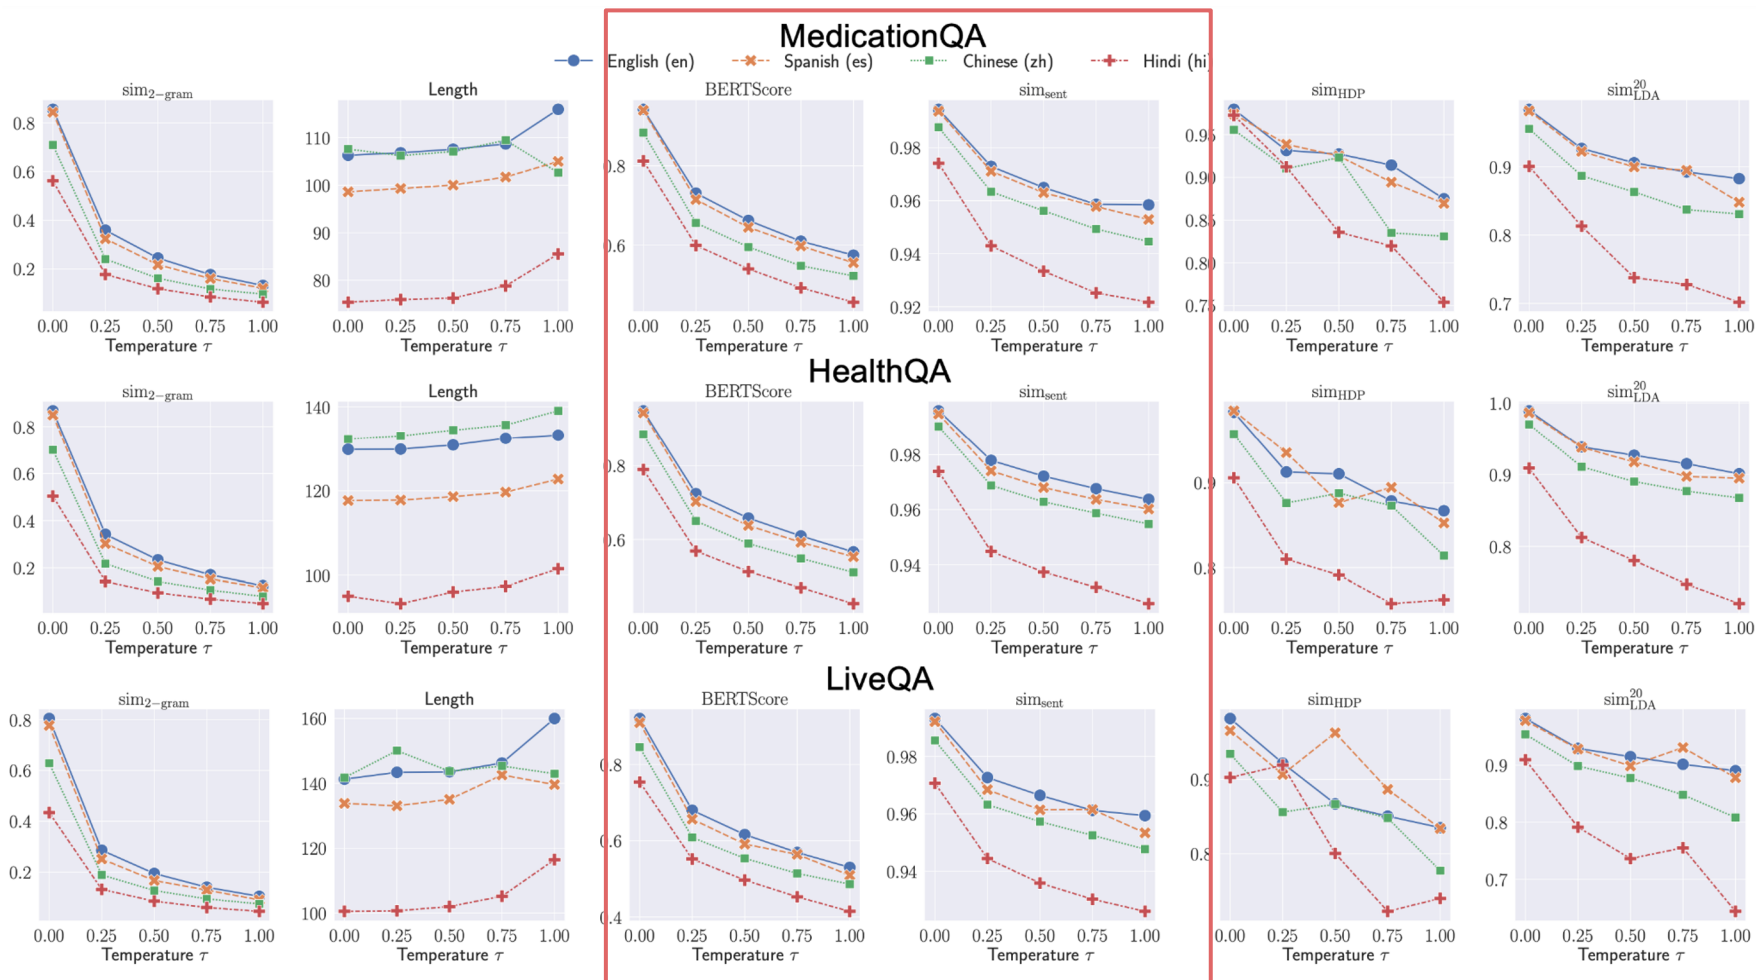 MedicationQA
English (en) Spanish (es) Chinese (zh) Hindi (hi)
sim2−gram Length BERTScore simsent simHDP sim20LDA
0.8
0.6
0.4
0.2
0.00 0.25 0.50 0.75 1.00
Temperature τ
110
100
90
80
0.00 0.25 0.50 0.75 1.00
Temperature τ
0.8
0.6
0.00 0.25 0.50 0.75 1.00
Temperature τ
0.98
0.96
0.94
0.92
0.00 0.25 0.50 0.75 1.00
Temperature τ
0.95
0.90
0.85
0.80
0.75
0.00 0.25 0.50 0.75 1.00
Temperature τ
0.9
0.8
0.7
0.00 0.25 0.50 0.75 1.00
Temperature τ
HealthQA
sim2−gram Length BERTScore simsent simHDP sim20LDA
0.8
0.6
0.4
0.2
0.00 0.25 0.50 0.75 1.00
Temperature τ
140
120
100
0.00 0.25 0.50 0.75 1.00
Temperature τ
0.8
0.6
0.00 0.25 0.50 0.75 1.00
Temperature τ
0.98
0.96
0.94
0.00 0.25 0.50 0.75 1.00
Temperature τ
0.9
0.8
0.00 0.25 0.50 0.75 1.00
Temperature τ
1.0
0.9
0.8
0.00 0.25 0.50 0.75 1.00
Temperature τ
LiveQA
sim2−gram Length BERTScore simsent simHDP sim20LDA
0.8
0.6
0.4
0.2
0.00 0.25 0.50 0.75 1.00
Temperature τ
160
140
120
100
0.00 0.25 0.50 0.75 1.00
Temperature τ
0.8
0.6
0.4
0.00 0.25 0.50 0.75 1.00
Temperature τ
0.98
0.96
0.94
0.00 0.25 0.50 0.75 1.00
Temperature τ
0.9
0.8
0.00 0.25 0.50 0.75 1.00
Temperature τ
0.9
0.8
0.7
0.00 0.25 0.50 0.75 1.00
Temperature τ